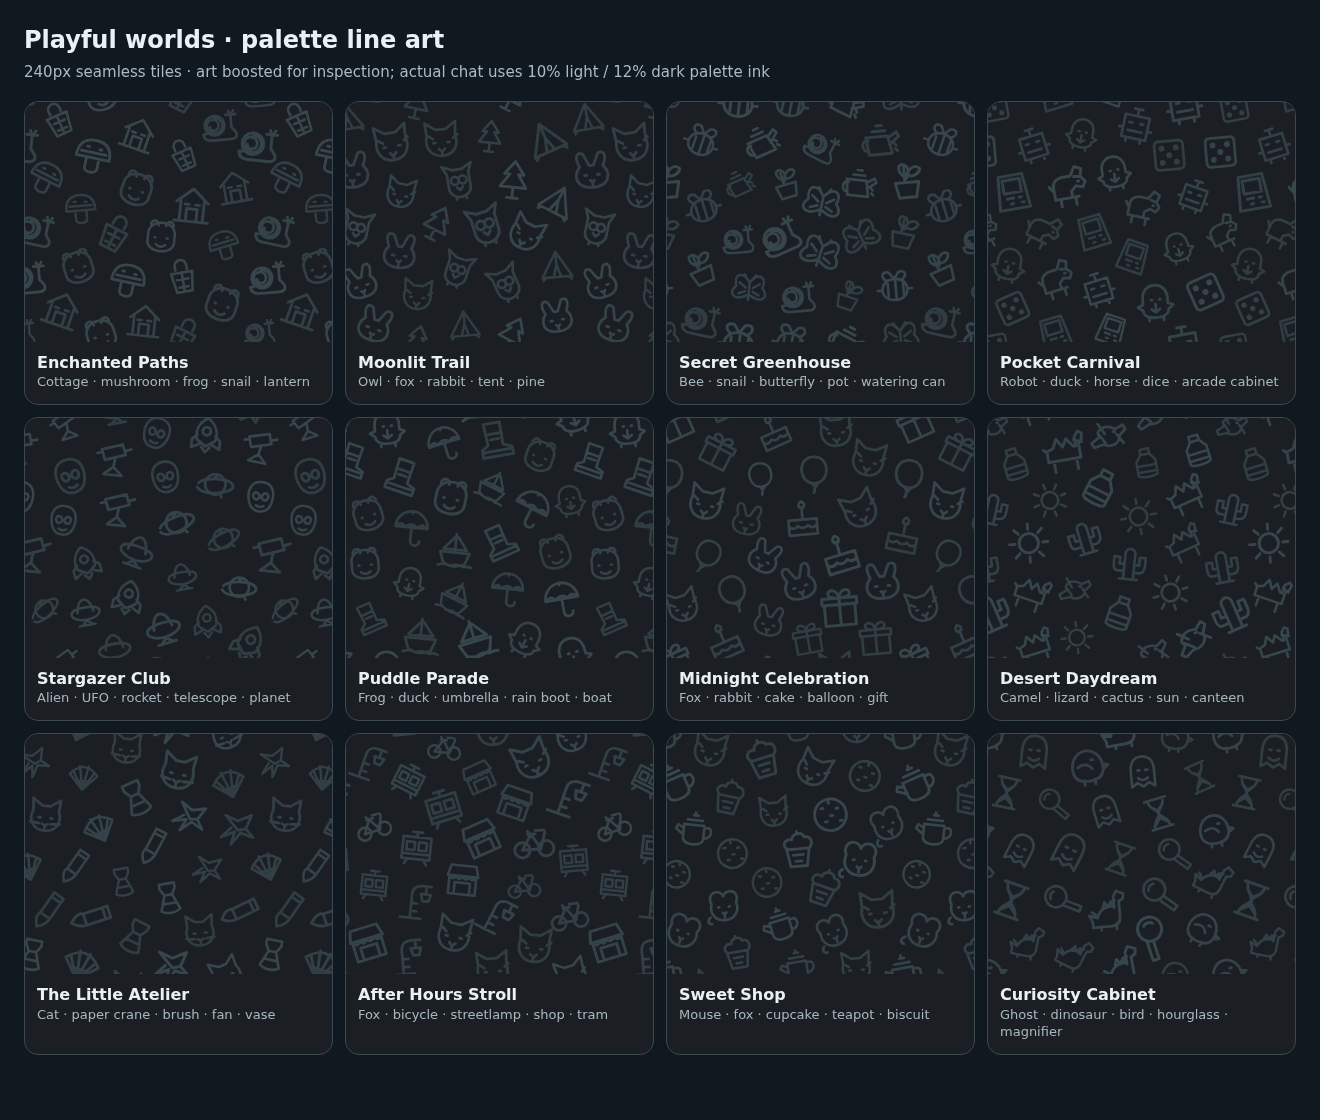 Playful worlds · palette line art
240px seamless tiles · art boosted for inspection; actual chat uses 10% light / 12% dark palette ink
Enchanted Paths
Cottage · mushroom · frog · snail · lantern
Moonlit Trail
Owl · fox · rabbit · tent · pine
Secret Greenhouse
Bee · snail · butterfly · pot · watering can
Pocket Carnival
Robot · duck · horse · dice · arcade cabinet
Stargazer Club
Alien · UFO · rocket · telescope · planet
Puddle Parade
Frog · duck · umbrella · rain boot · boat
Midnight Celebration
Fox · rabbit · cake · balloon · gift
Desert Daydream
Camel · lizard · cactus · sun · canteen
The Little Atelier
Cat · paper crane · brush · fan · vase
After Hours Stroll
Fox · bicycle · streetlamp · shop · tram
Sweet Shop
Mouse · fox · cupcake · teapot · biscuit
Curiosity Cabinet
Ghost · dinosaur · bird · hourglass ·
magnifier